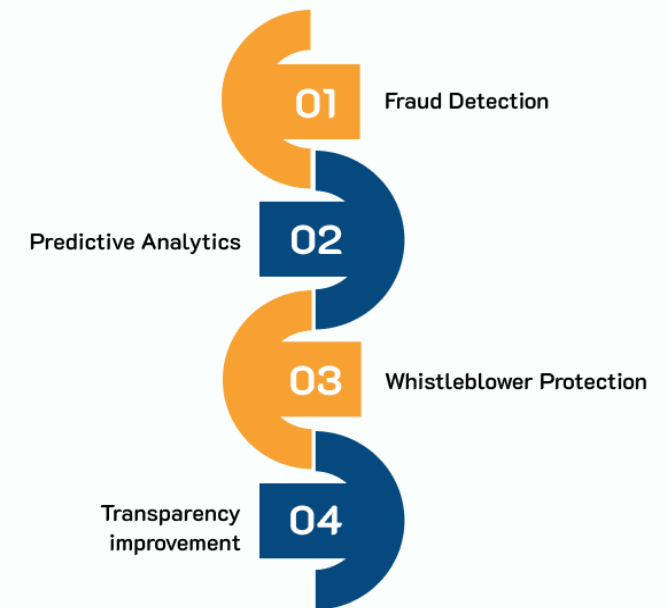 01
Fraud Detection
Predictive Analytics
02
03
Whistleblower Protection
Transparency
improvement
04